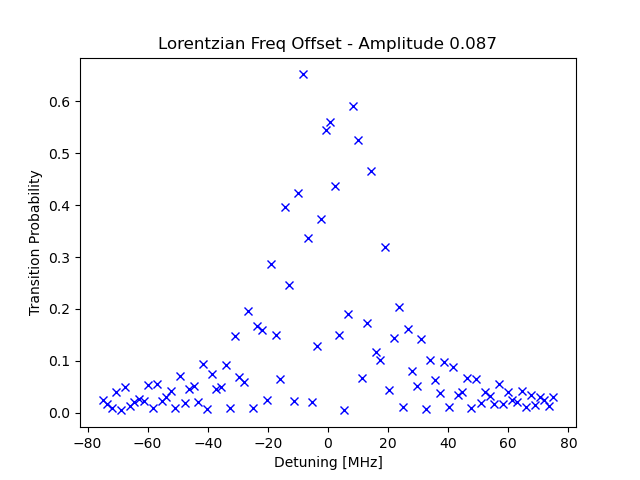 Lorentzian Freq Offset - Amplitude 0.087
Transition Probability
0.6
0.5
0.4
0.3
0.2
0.1
0.0
−80 −60 −40 −20 0 20 40 60 80
Detuning [MHz]